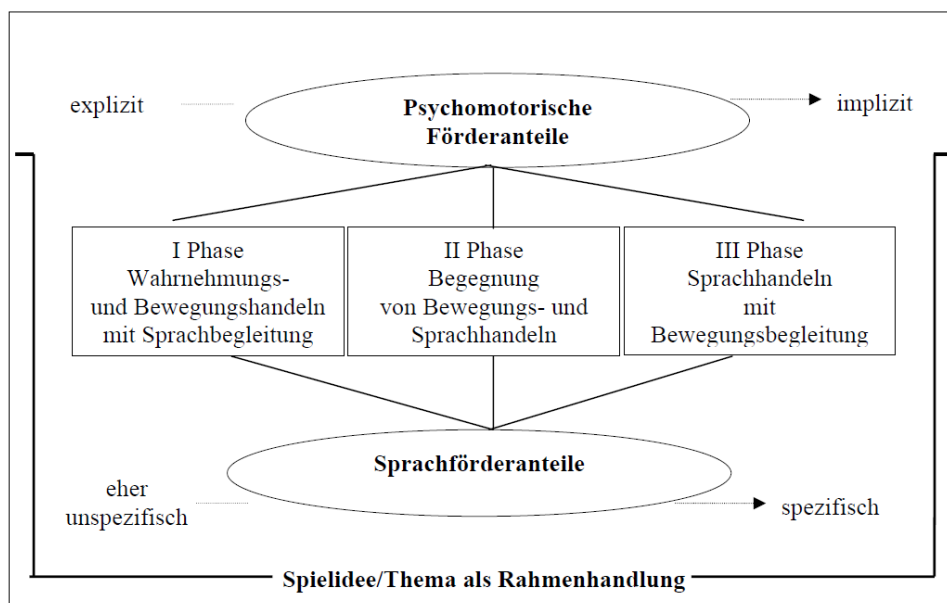 explizit
Psychomotorische
Förderanteile
implizit
I Phase
Wahrnehmungs-
und Bewegungshandeln
mit Sprachbegleitung
II Phase
Begegnung
von Bewegungs- und
Sprachhandeln
III Phase
Sprachhandeln
mit
Bewegungsbegleitung
Sprachförderanteile
eher
unspezifisch
spezifisch
Spielidee/Thema als Rahmenhandlung